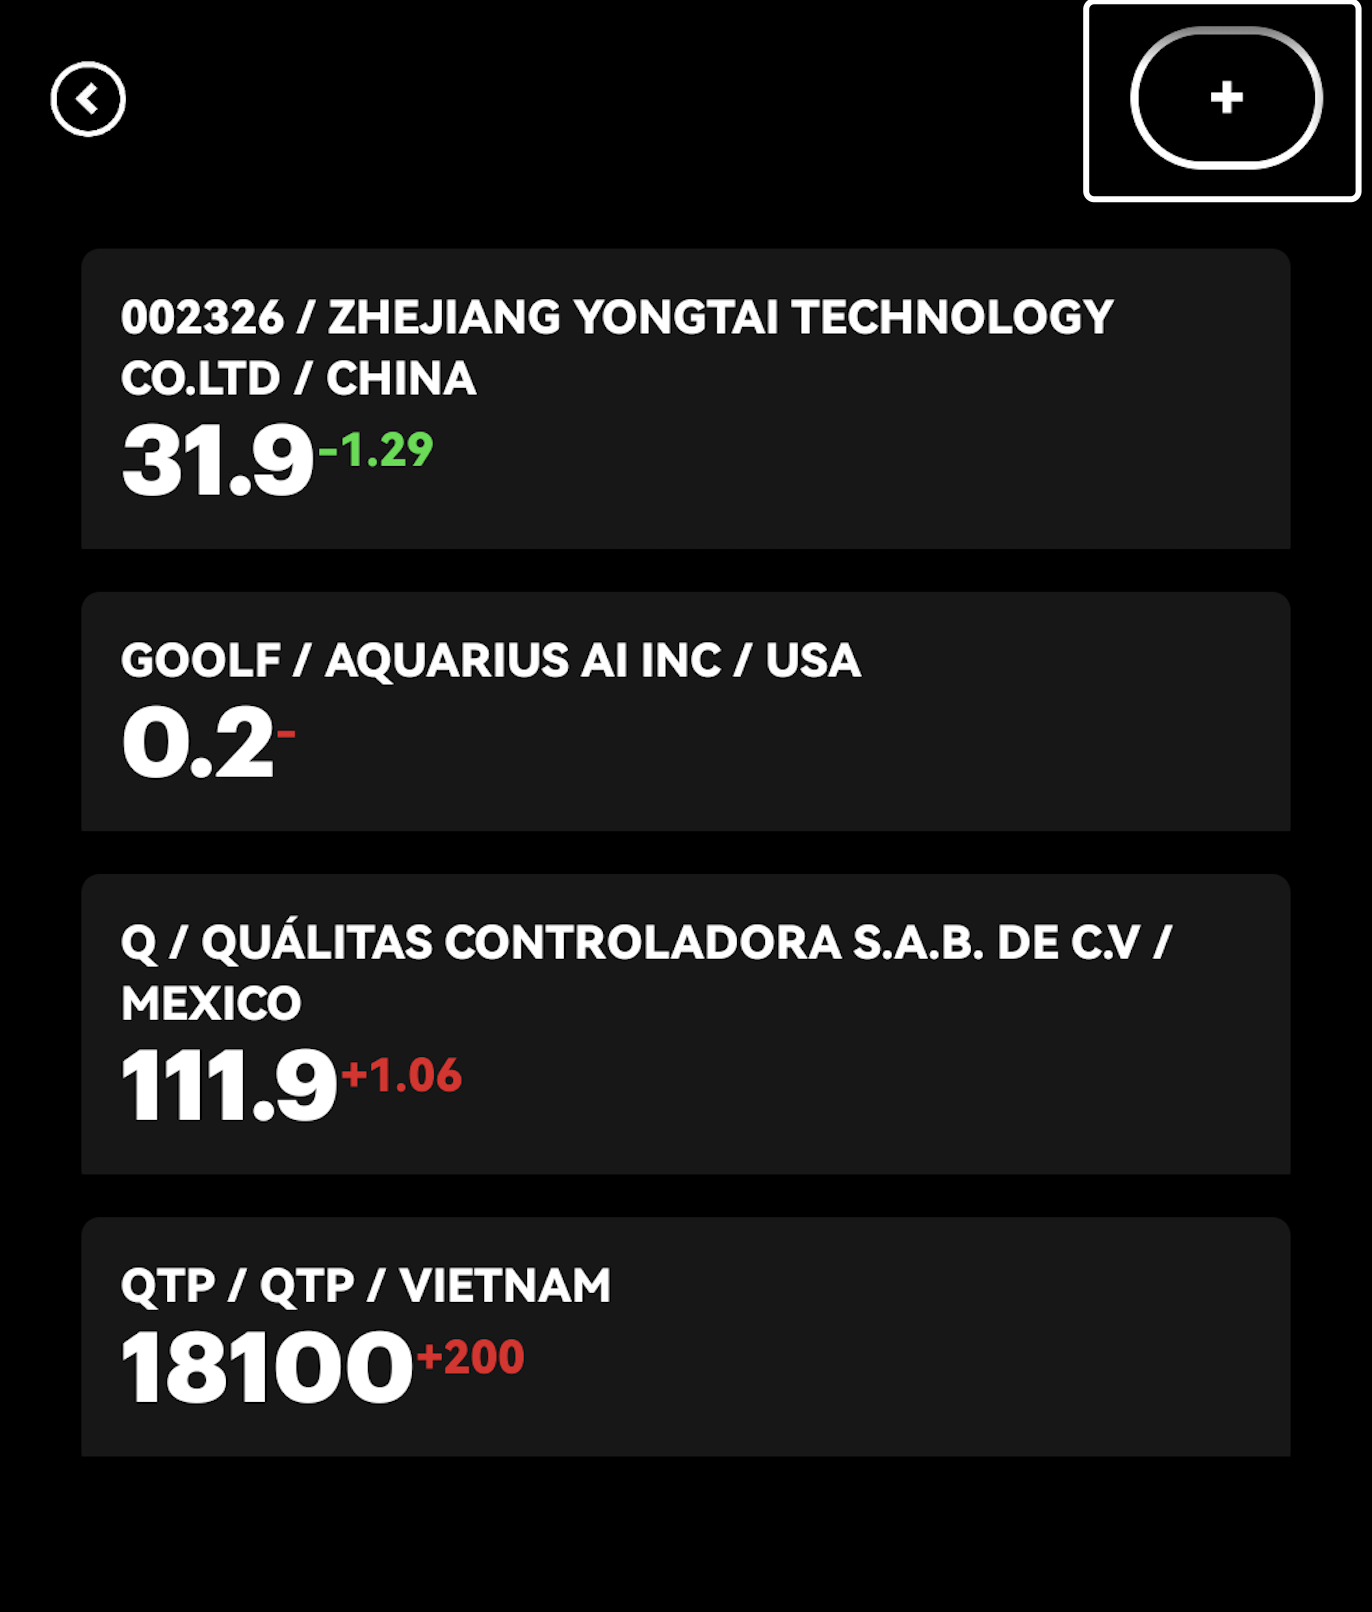 +
002326 / ZHEJIANG YONGTAI TECHNOLOGY
CO.LTD / CHINA
31.9 -1.29
GOOLF / AQUARIUS AI INC / USA
0.2 -
Q / QUÁLITAS CONTROLADORA S.A.B. DE C.V /
MEXICO
111.9 +1.06
QTP / QTP / VIETNAM
18100 +200